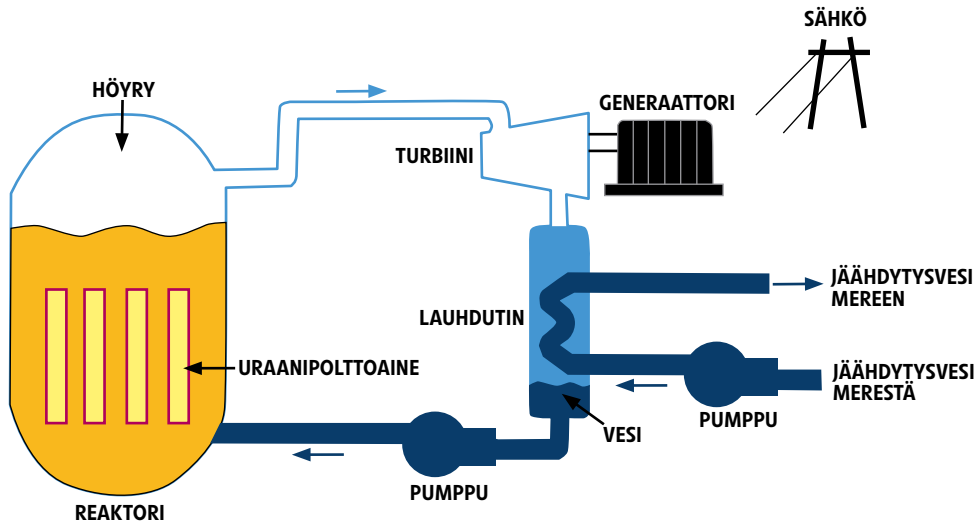 SÄHKÖ
HÖYRY
GENERAATTORI
TURBIINI
JÄÄHDYTYSVESI
MEREEN
LAUHDUTIN
URAANIPOLTTOAINE
JÄÄHDYTYSVESI
MERESTÄ
PUMPPU
VESI
PUMPPU
REAKTORI